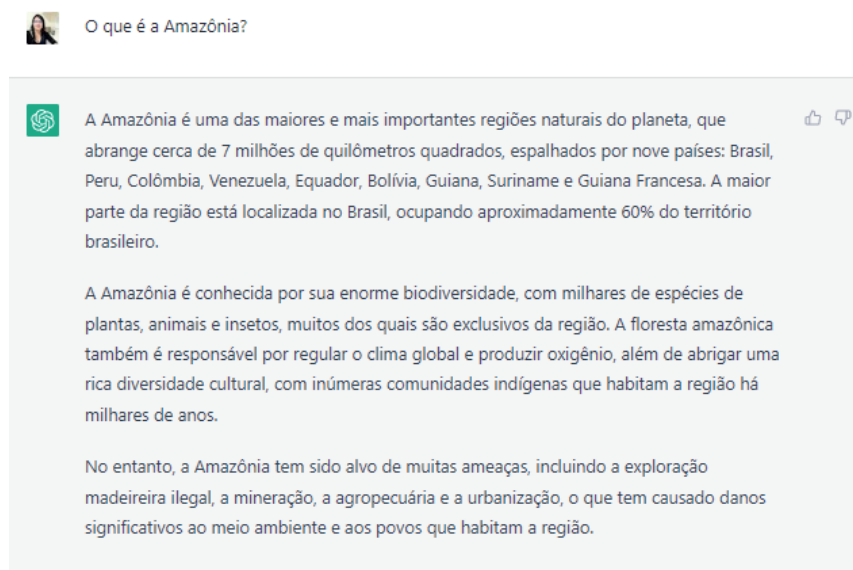 O que é a Amazônia?
A Amazônia é uma das maiores e mais importantes regiões naturais do planeta, que
abrange cerca de 7 milhões de quilômetros quadrados, espalhados por nove países: Brasil,
Peru, Colômbia, Venezuela, Equador, Bolívia, Guiana, Suriname e Guiana Francesa. A maior
parte da região está localizada no Brasil, ocupando aproximadamente 60% do território
brasileiro.
A Amazônia é conhecida por sua enorme biodiversidade, com milhares de espécies de
plantas, animais e insetos, muitos dos quais são exclusivos da região. A floresta amazônica
também é responsável por regular o clima global e produzir oxigênio, além de abrigar uma
rica diversidade cultural, com inúmeras comunidades indígenas que habitam a região há
milhares de anos.
No entanto, a Amazônia tem sido alvo de muitas ameaças, incluindo a exploração
madeireira ilegal, a mineração, a agropecuária e a urbanização, o que tem causado danos
significativos ao meio ambiente e aos povos que habitam a região.